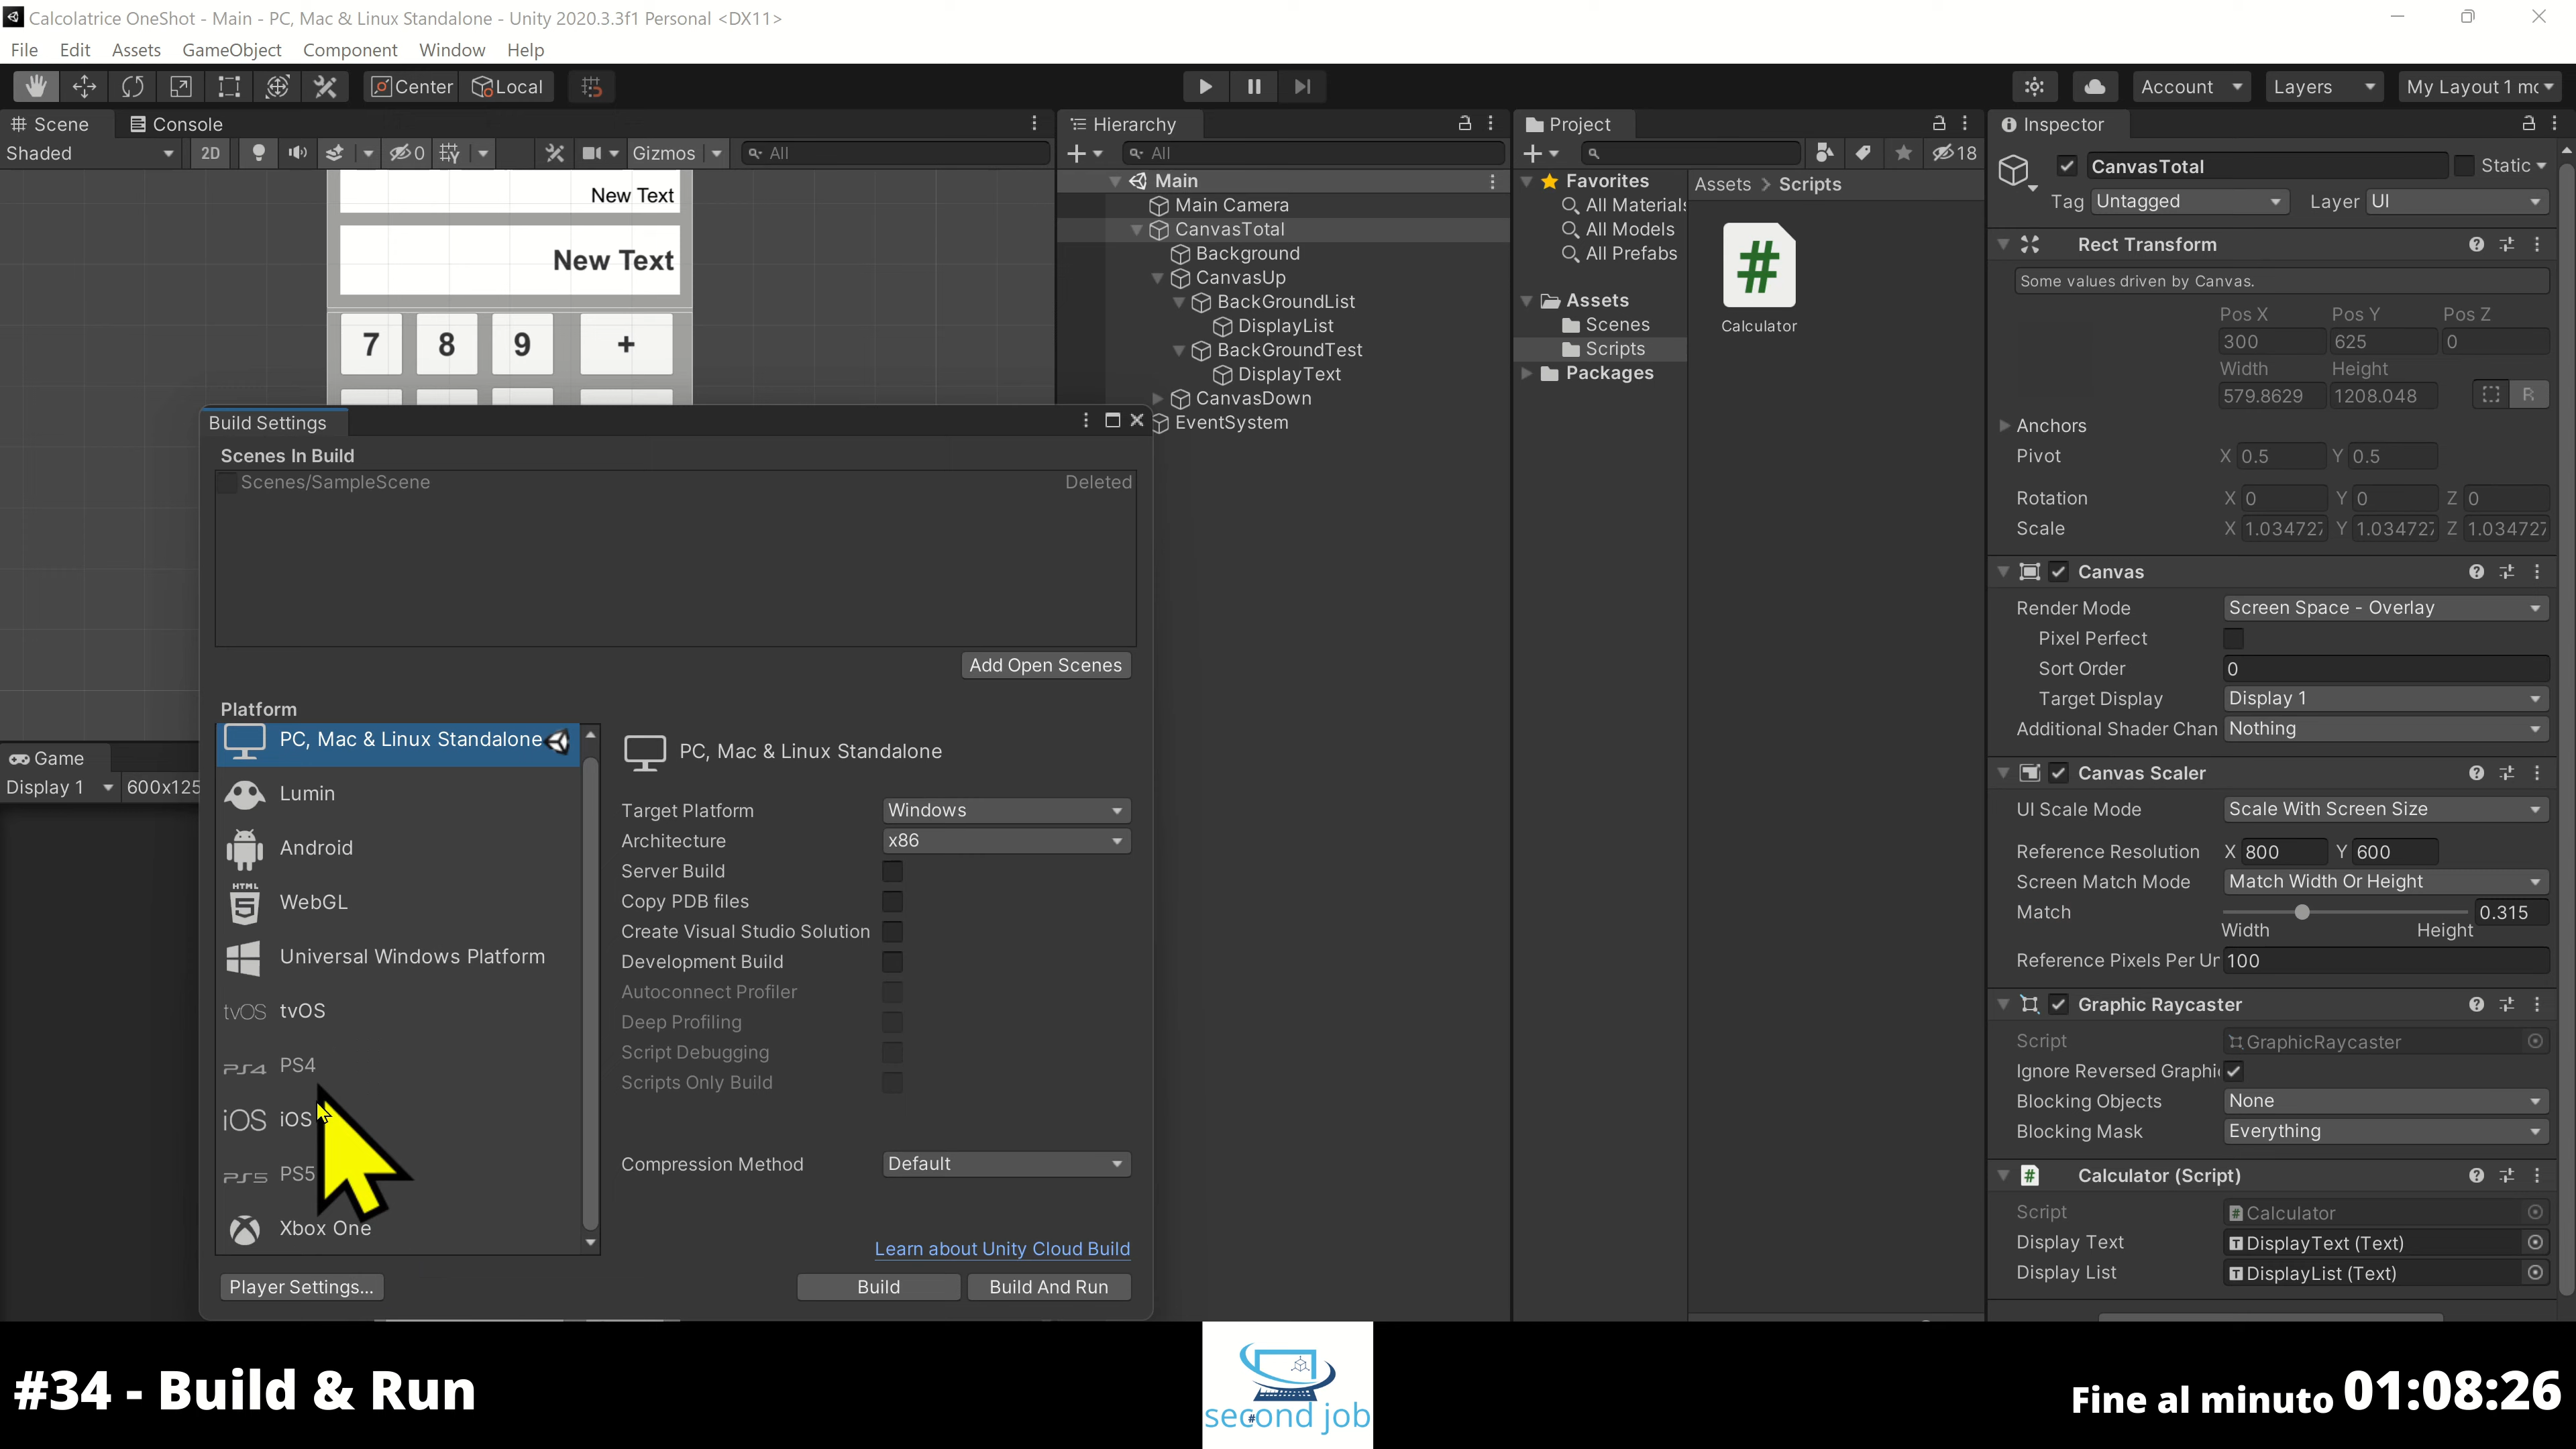 Calcolatrice OneShot - Main - PC, Mac & Linux Standalone - Unity 2020.3.3f1 Personal <DX11>
File Edit Assets GameObject Component Window Help
Center Local Account Layers My Layout 1 mo
Scene Console
Shaded 2D 0 Gizmos All
New Text
New Text
7 8 9 +
Hierarchy
All
Main
Main Camera
CanvasTotal
Background
CanvasUp
BackGroundList
DisplayList
BackGroundTest
DisplayText
CanvasDown
EventSystem
Project
18
Favorites
All Materials
All Models
All Prefabs
Assets
Scenes
Scripts
Packages
Assets > Scripts
#
Calculator
Build Settings
Scenes In Build
Scenes/SampleScene Deleted
Add Open Scenes
Platform
PC, Mac & Linux Standalone
Lumin
Android
HTML 5 WebGL
Universal Windows Platform
tvOS tvOS
PS4 PS4
iOS iOS
PS5 PS5
Xbox One
PC, Mac & Linux Standalone
Target Platform Windows
Architecture x86
Server Build
Copy PDB files
Create Visual Studio Solution
Development Build
Autoconnect Profiler
Deep Profiling
Script Debugging
Scripts Only Build
Compression Method Default
Learn about Unity Cloud Build
Player Settings... Build Build And Run
Game
Display 1 600x125
Inspector
CanvasTotal Static
Tag Untagged Layer UI
Rect Transform
Some values driven by Canvas.
Pos X Pos Y Pos Z
300 625 0
Width Height
579.8629 1208.048 R
Anchors
Pivot X 0.5 Y 0.5
Rotation X 0 Y 0 Z 0
Scale X 1.034727 Y 1.034727 Z 1.034727
Canvas
Render Mode Screen Space - Overlay
Pixel Perfect
Sort Order 0
Target Display Display 1
Additional Shader Chan Nothing
Canvas Scaler
UI Scale Mode Scale With Screen Size
Reference Resolution X 800 Y 600
Screen Match Mode Match Width Or Height
Match 0.315
Width Height
Reference Pixels Per Ur 100
Graphic Raycaster
Script GraphicRaycaster
Ignore Reversed Graphi
Blocking Objects None
Blocking Mask Everything
# Calculator (Script)
Script # Calculator
Display Text T DisplayText (Text)
Display List T DisplayList (Text)
#34 - Build & Run
# second job
Fine al minuto 01:08:26